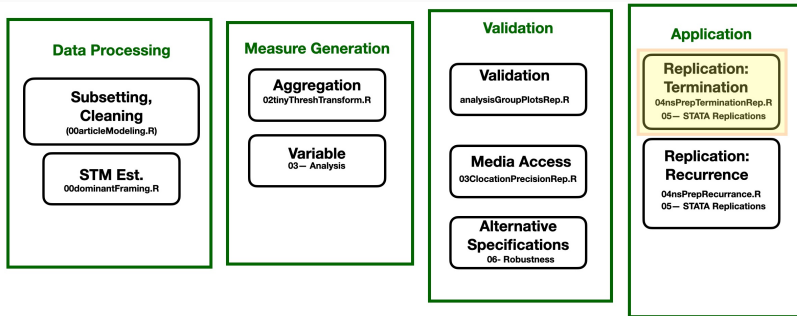 Data Processing
Subsetting,
Cleaning
(00articleModeling.R)
STM Est.
00dominantFraming.R
Measure Generation
Aggregation
02tinyThreshTransform.R
Variable
03— Analysis
Validation
Validation
analysisGroupPlotsRep.R
Media Access
03ClocationPrecisionRep.R
Alternative
Specifications
06- Robustness
Application
Replication:
Termination
04nsPrepTerminationRep.R
05— STATA Replications
Replication:
Recurrence
04nsPrepRecurrance.R
05— STATA Replications